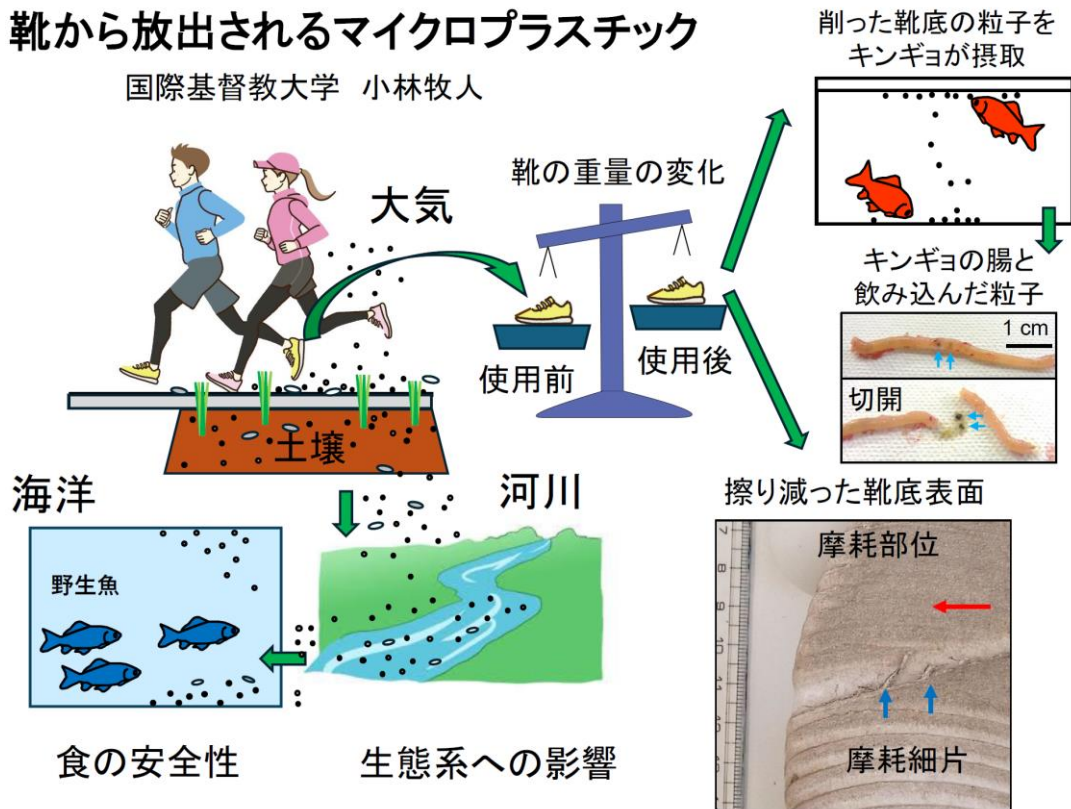 靴から放出されるマイクロプラスチック
国際基督教大学 小林牧人
大気
土壌
靴の重量の変化
使用前
使用後
削った靴底の粒子を
キンギョが摂取
キンギョの腸と
飲み込んだ粒子
1 cm
切開
海洋
野生魚
河川
食の安全性
生態系への影響
擦り減った靴底表面
摩耗部位
摩耗細片
7
8
9
10
11